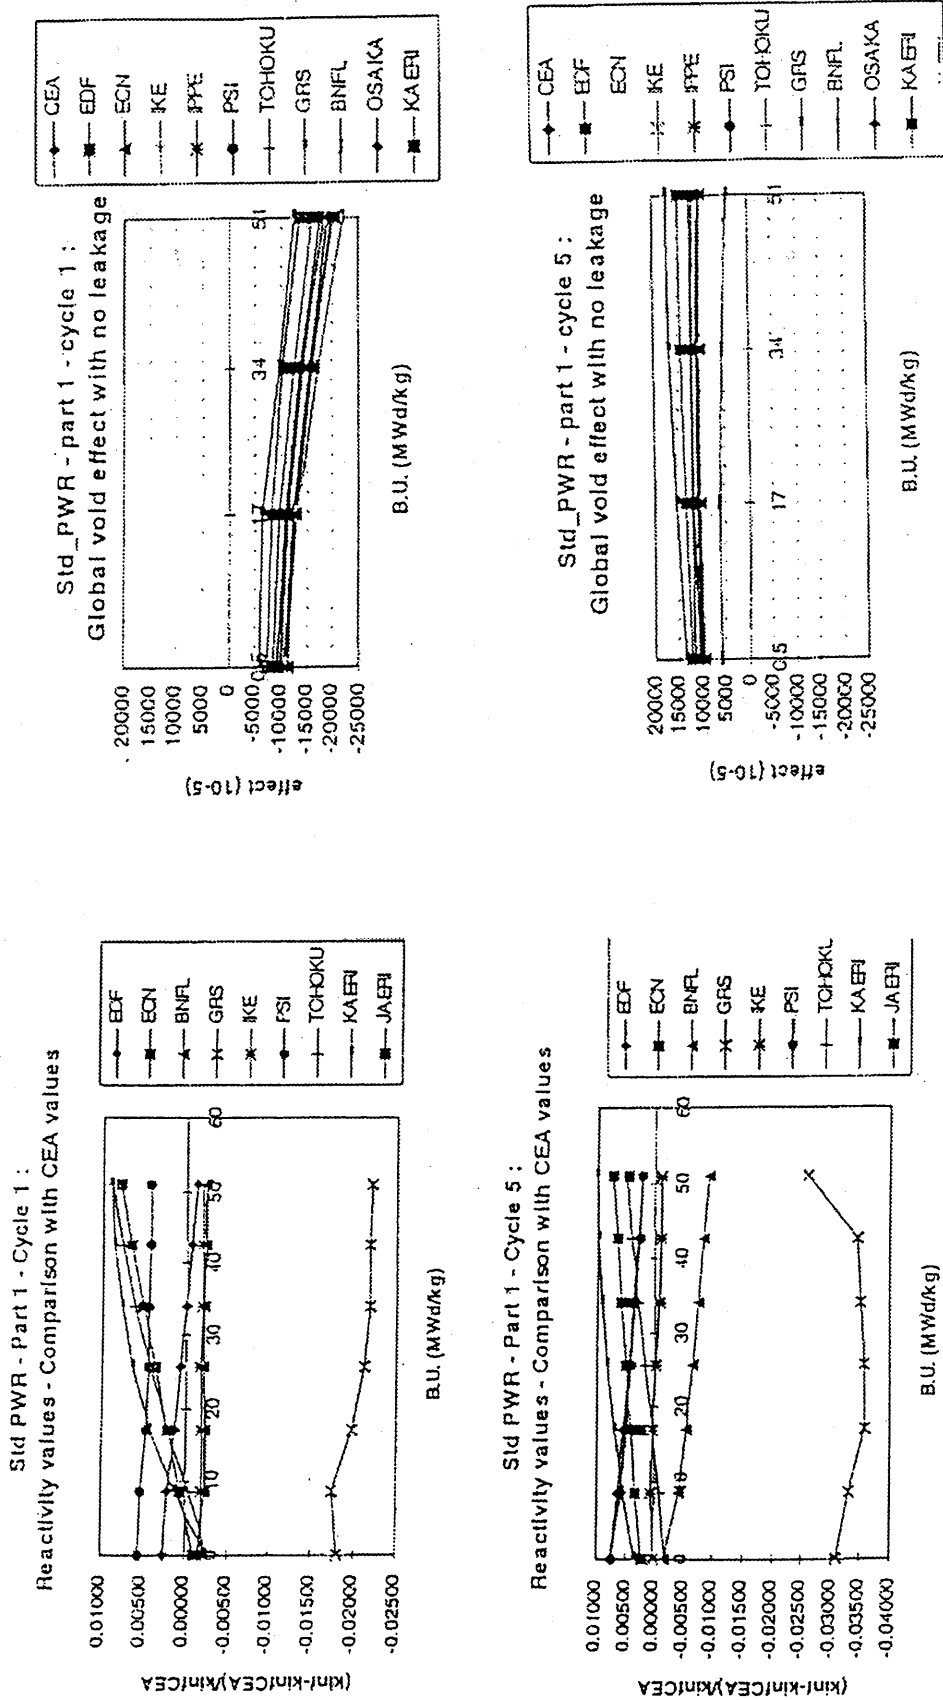 Std PWR - Part 1 - Cycle 1 :
Reactivity values - Comparison with CEA values
(kinf-kinfCEA)/kinfCEA
0.01000
0.00500
0.00000
-0.00500
-0.01000
-0.01500
-0.02000
-0.02500
0
10
20
30
40
50
60
B.U. (MWd/kg)
EDF
ECN
BNFL
GRS
IKE
PSI
TOHOKU
KAERI
JAERI
Std_PWR - part 1 - cycle 1 :
Global void effect with no leakage
effect (10-5)
20000
15000
10000
5000
0
-5000
-10000
-15000
-20000
-25000
0.5
17
34
51
B.U. (MWd/kg)
CEA
EDF
ECN
IKE
IPPE
PSI
TOHOKU
GRS
BNFL
OSAKA
KAERI
Std PWR - Part 1 - Cycle 5 :
Reactivity values - Comparison with CEA values
(kinf-kinfCEA)/kinfCEA
0.01000
0.00500
0.00000
-0.00500
-0.01000
-0.01500
-0.02000
-0.02500
-0.03000
-0.03500
-0.04000
0
10
20
30
40
50
60
B.U. (MWd/kg)
EDF
ECN
BNFL
GRS
IKE
PSI
TOHOKU
KAERI
JAERI
Std_PWR - part 1 - cycle 5 :
Global void effect with no leakage
effect (10-5)
20000
15000
10000
5000
0
-5000
-10000
-15000
-20000
-25000
0.5
17
34
51
B.U. (MWd/kg)
CEA
EDF
ECN
IKE
IPPE
PSI
TOHOKU
GRS
BNFL
OSAKA
KAERI